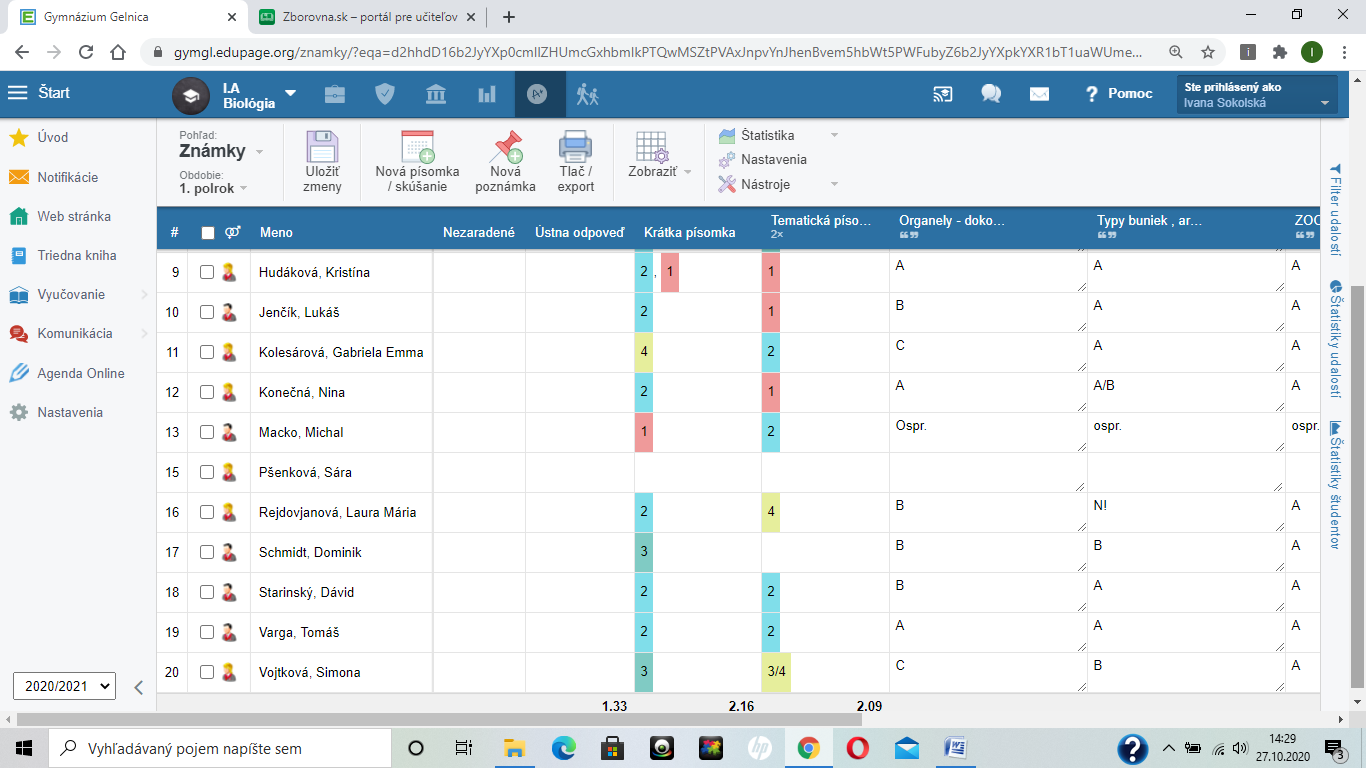 Gymnázium Gelnica
Zborovna.sk – portál pre učiteľov
gymgl.edupage.org/znamky/?eqa=d2hhdD16b2JyYXp0cmllZHUmcGxhbmlkPTQwMSZtPVAxJnpvYnJhenBvem5hbWt5PWFubyZ6b2JyYXpkYXR1bT1uaWUme...
I
Štart
I.A
Biológia
Pomoc
Ste prihlásený ako
Ivana Sokolská
Úvod
Notifikácie
Web stránka
Triedna kniha
Vyučovanie
Komunikácia
Agenda Online
Nastavenia
2020/2021
Pohľad:
Známky
Obdobie:
1. polrok
Uložiť zmeny
Nová písomka / skúšanie
Nová poznámka
Tlač / export
Zobraziť
Štatistika
Nastavenia
Nástroje
# Meno Nezaradené Ústna odpoveď Krátka písomka Tematická píso... 2× Organely - doko... Typy buniek , ar... ZOO
9 Hudáková, Kristína 2 , 1 1 A A A
10 Jenčík, Lukáš 2 1 B A A
11 Kolesárová, Gabriela Emma 4 2 C A A
12 Konečná, Nina 2 1 A A/B A
13 Macko, Michal 1 2 Ospr. ospr. ospr.
15 Pšenková, Sára
16 Rejdovjanová, Laura Mária 2 4 B N! A
17 Schmidt, Dominik 3 B B A
18 Starinský, Dávid 2 2 B A A
19 Varga, Tomáš 2 2 A A A
20 Vojtková, Simona 3 3/4 C B A
1.33 2.16 2.09
Filter udalostí
Štatistiky udalostí
Štatistiky študentov
Vyhľadávaný pojem napíšte sem
14:29
27.10.2020
3